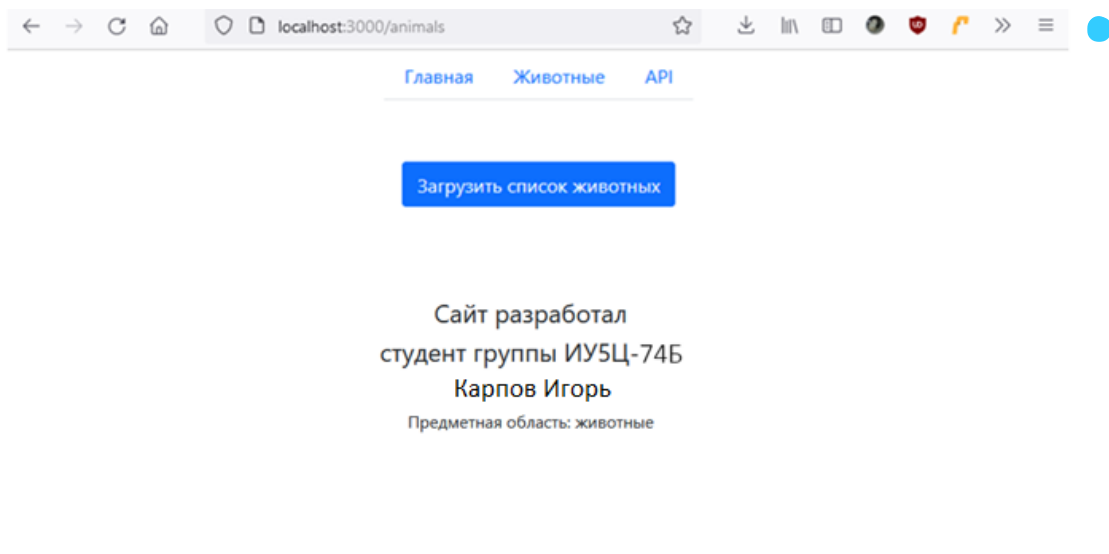 localhost:3000/animals
Главная Животные API
Загрузить список животных
Сайт разработал
студент группы ИУ5Ц-74Б
Карпов Игорь
Предметная область: животные